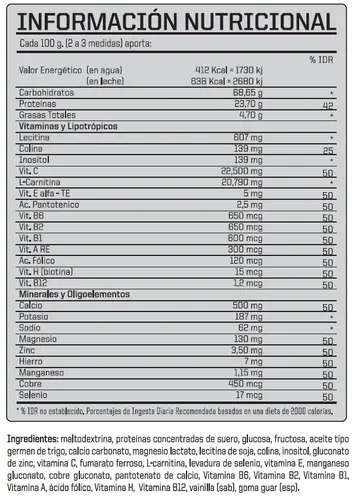 INFORMACIÓN NUTRICIONAL
Cada 100 g. (2 a 3 medidas) aporta:
% IDR
Valor Energético (en agua) 412 Kcal = 1730 kj
(en leche) 638 Kcal = 2680 kj
Carbohidratos 68,65 g *
Proteínas 23,70 g 42
Grasas Totales 4,70 g *
Vitaminas y Lipotrópicos
Lecitina 607 mg *
Colina 139 mg 25
Inositol 139 mg *
Vit. C 22,500 mg 50
L-Carnitina 20,790 mg *
Vit. E alfa - TE 5 mg 50
Ac. Pantotenico 2,5 mg 50
Vit. B6 650 mcg 50
Vit. B2 650 mcg 50
Vit. B1 600 mcg 50
Vit. A RE 300 mcg 50
Ac. Fólico 120 mcg 50
Vit. H (biotina) 15 mcg 50
Vit. B12 1,2 mcg 50
Minerales y Oligoelementos
Calcio 500 mg 50
Potasio 187 mg *
Sodio 62 mg *
Magnesio 130 mg 50
Zinc 3,50 mg 50
Hierro 7 mg 50
Manganeso 1,15 mg 50
Cobre 450 mcg 50
Selenio 17 mcg 50
* % IDR no establecido. Porcentajes de Ingesta Diaria Recomendada basados en una dieta de 2000 calorías.
Ingredientes: maltodextrina, proteinas concentradas de suero, glucosa, fructosa, aceite tipo
germen de trigo, calcio carbonato, magnesio lactato, lecitina de soja, colina, inositol, gluconato
de zinc, vitamina C, fumarato ferroso, L-carnitina, levadura de selenio, vitamina E, manganeso
gluconato, cobre gluconato, pantotenato de calcio, Vitamina B6, Vitamina B2, Vitamina B1,
Vitamina A, ácido fólico, Vitamina H, Vitamina B12, vainilla (sab), goma guar (esp).